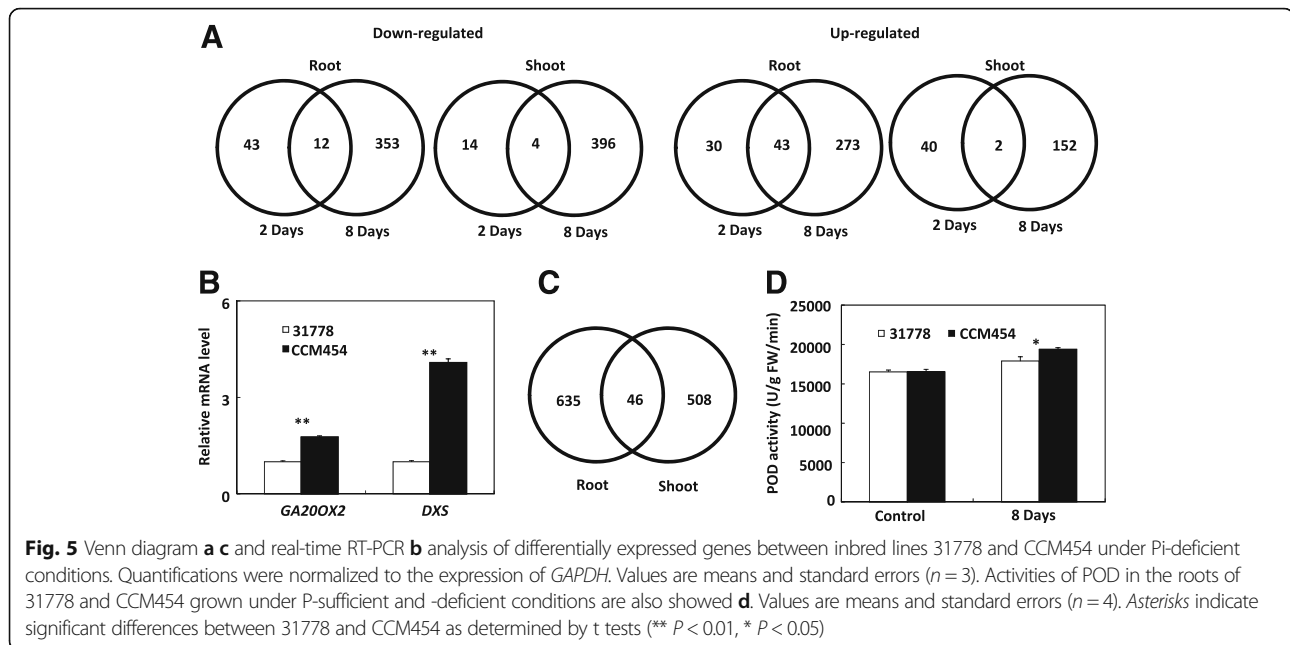 A
Down-regulated
Up-regulated
Root
Shoot
Root
Shoot
43 12 353
14 4 396
30 43 273
40 2 152
2 Days 8 Days
2 Days 8 Days
2 Days 8 Days
2 Days 8 Days
B
Relative mRNA level
6
3
0
31778
CCM454
**
**
GA20OX2 DXS
C
635 46 508
Root Shoot
D
POD activity (U/g FW/min)
25000
20000
15000
10000
5000
0
31778 CCM454
*
Control 8 Days
Fig. 5 Venn diagram a c and real-time RT-PCR b analysis of differentially expressed genes between inbred lines 31778 and CCM454 under Pi-deficient
conditions. Quantifications were normalized to the expression of GAPDH. Values are means and standard errors (n = 3). Activities of POD in the roots of
31778 and CCM454 grown under P-sufficient and -deficient conditions are also showed d. Values are means and standard errors (n = 4). Asterisks indicate
significant differences between 31778 and CCM454 as determined by t tests (** P < 0.01, * P < 0.05)